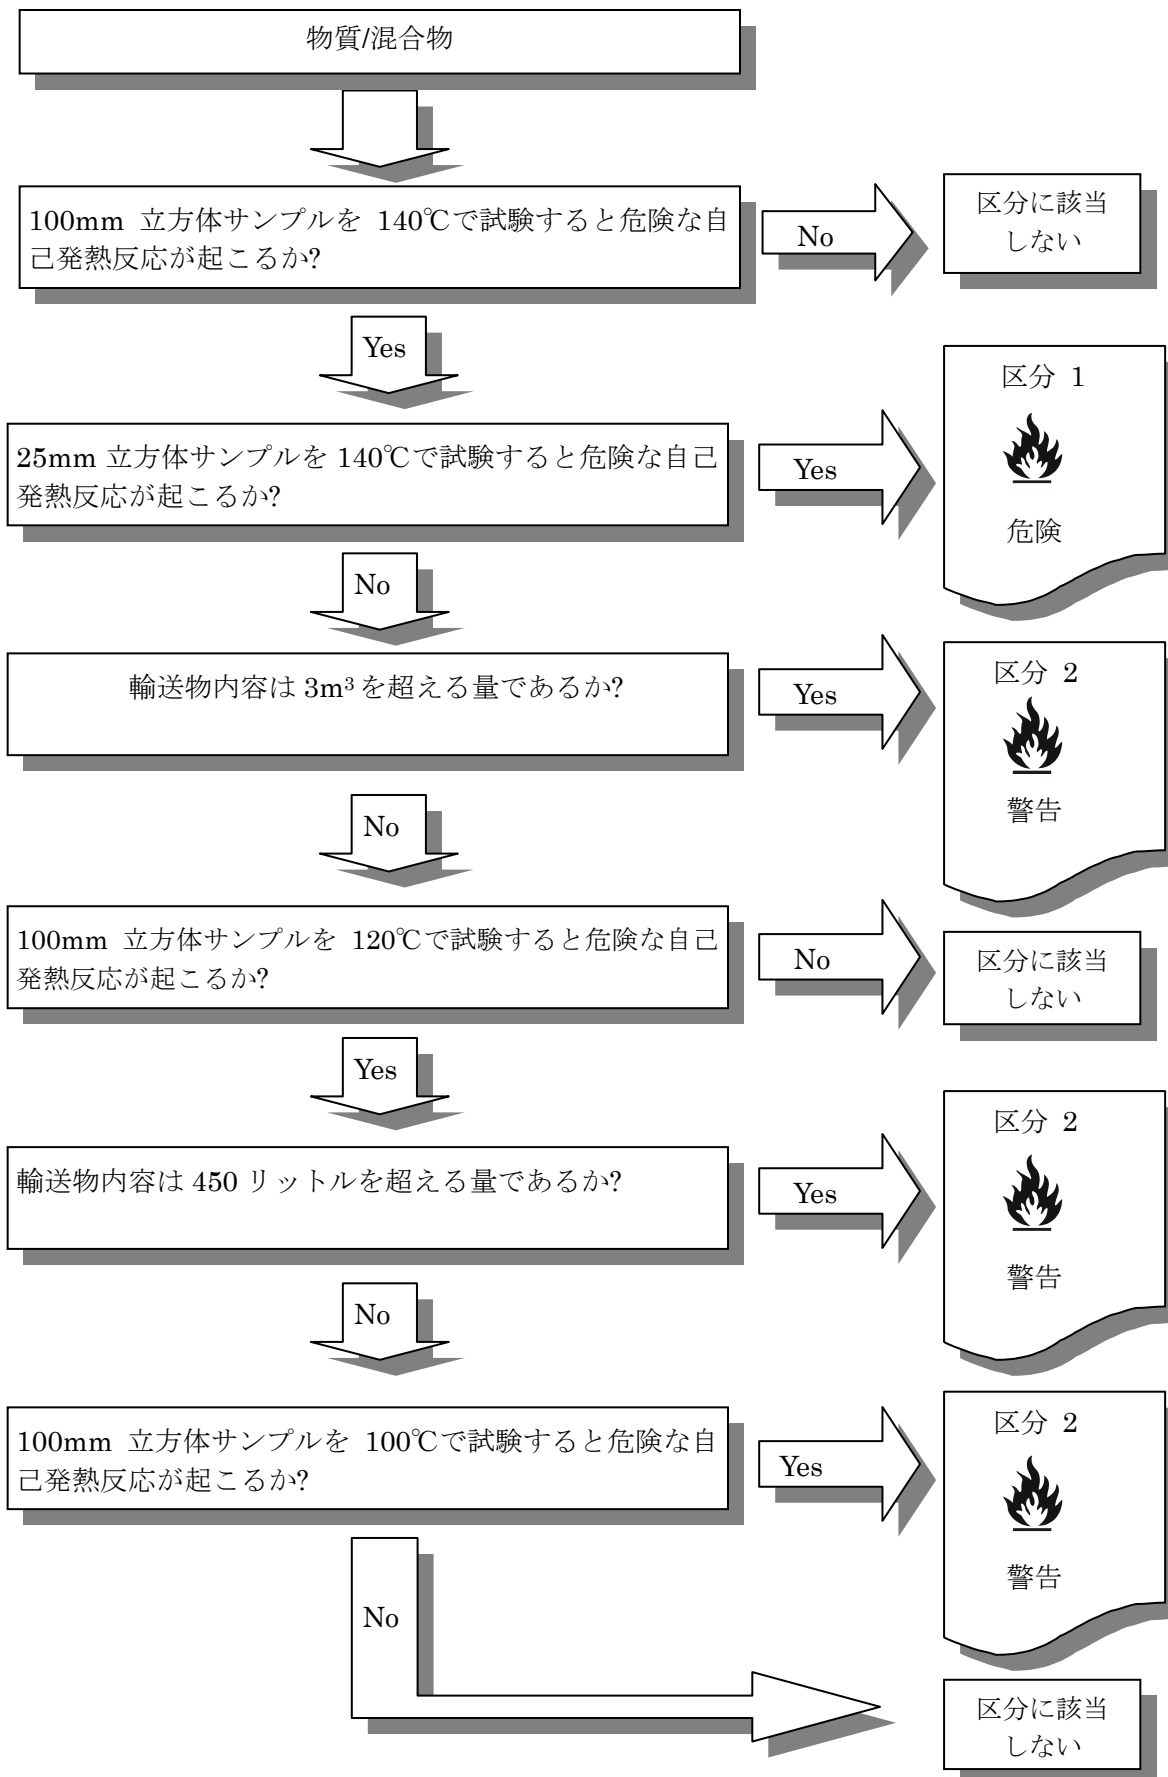 物質/混合物
100mm 立方体サンプルを 140℃で試験すると危険な自
己発熱反応が起こるか?
No
区分に該当
しない
Yes
区分 1
危険
25mm 立方体サンプルを 140℃で試験すると危険な自己
発熱反応が起こるか?
Yes
No
輸送物内容は 3m³を超える量であるか?
Yes
区分 2
警告
No
100mm 立方体サンプルを 120℃で試験すると危険な自己
発熱反応が起こるか?
No
区分に該当
しない
Yes
輸送物内容は 450 リットルを超える量であるか?
Yes
区分 2
警告
No
100mm 立方体サンプルを 100℃で試験すると危険な自
己発熱反応が起こるか?
Yes
区分 2
警告
No
区分に該当
しない